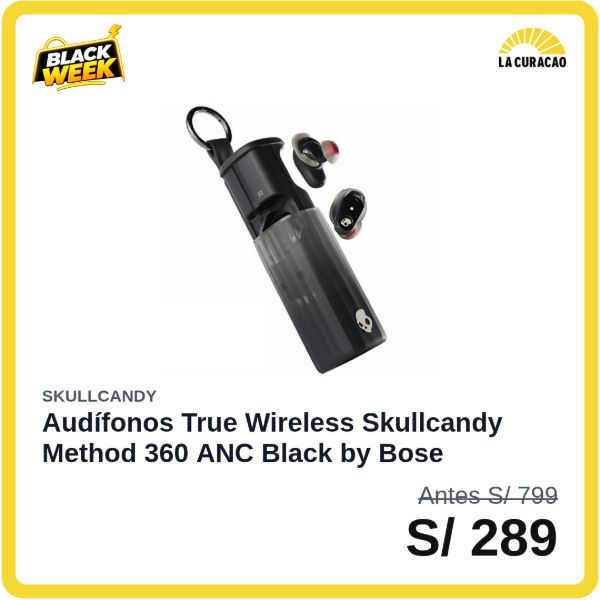 BLACK
WEEK
LA CURACAO
R
SKULLCANDY
Audífonos True Wireless Skullcandy
Method 360 ANC Black by Bose
Antes S/ 799
S/ 289